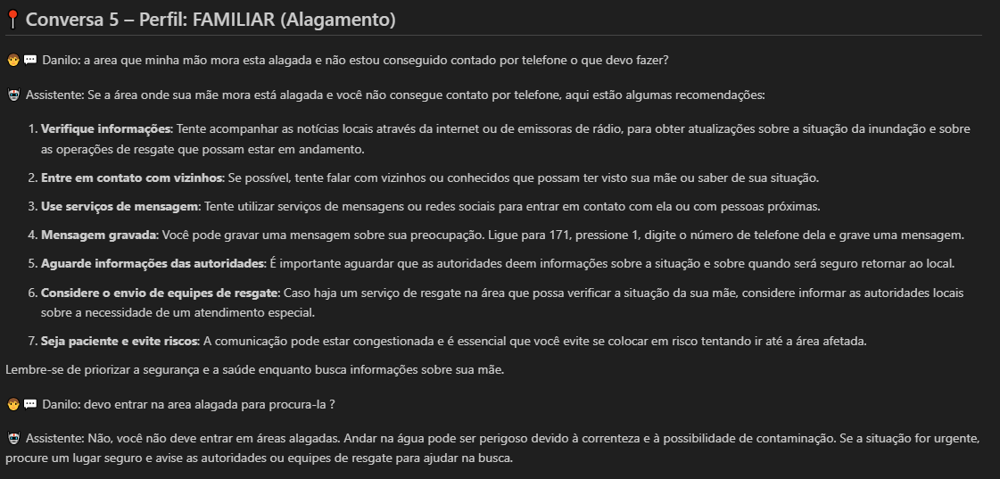 📍 Conversa 5 – Perfil: FAMILIAR (Alagamento)
🧑💬 Danilo: a area que minha mão mora esta alagada e não estou conseguido contado por telefone o que devo fazer?
🤖 Assistente: Se a área onde sua mãe mora está alagada e você não consegue contato por telefone, aqui estão algumas recomendações:
1. Verifique informações: Tente acompanhar as notícias locais através da internet ou de emissoras de rádio, para obter atualizações sobre a situação da inundação e sobre
as operações de resgate que possam estar em andamento.
2. Entre em contato com vizinhos: Se possível, tente falar com vizinhos ou conhecidos que possam ter visto sua mãe ou saber de sua situação.
3. Use serviços de mensagem: Tente utilizar serviços de mensagens ou redes sociais para entrar em contato com ela ou com pessoas próximas.
4. Mensagem gravada: Você pode gravar uma mensagem sobre sua preocupação. Ligue para 171, pressione 1, digite o número de telefone dela e grave uma mensagem.
5. Aguarde informações das autoridades: É importante aguardar que as autoridades deem informações sobre a situação e sobre quando será seguro retornar ao local.
6. Considere o envio de equipes de resgate: Caso haja um serviço de resgate na área que possa verificar a situação da sua mãe, considere informar as autoridades locais
sobre a necessidade de um atendimento especial.
7. Seja paciente e evite riscos: A comunicação pode estar congestionada e é essencial que você evite se colocar em risco tentando ir até a área afetada.
Lembre-se de priorizar a segurança e a saúde enquanto busca informações sobre sua mãe.
🧑💬 Danilo: devo entrar na area alagada para procura-la ?
🤖 Assistente: Não, você não deve entrar em áreas alagadas. Andar na água pode ser perigoso devido à correnteza e à possibilidade de contaminação. Se a situação for urgente,
procure um lugar seguro e avise as autoridades ou equipes de resgate para ajudar na busca.